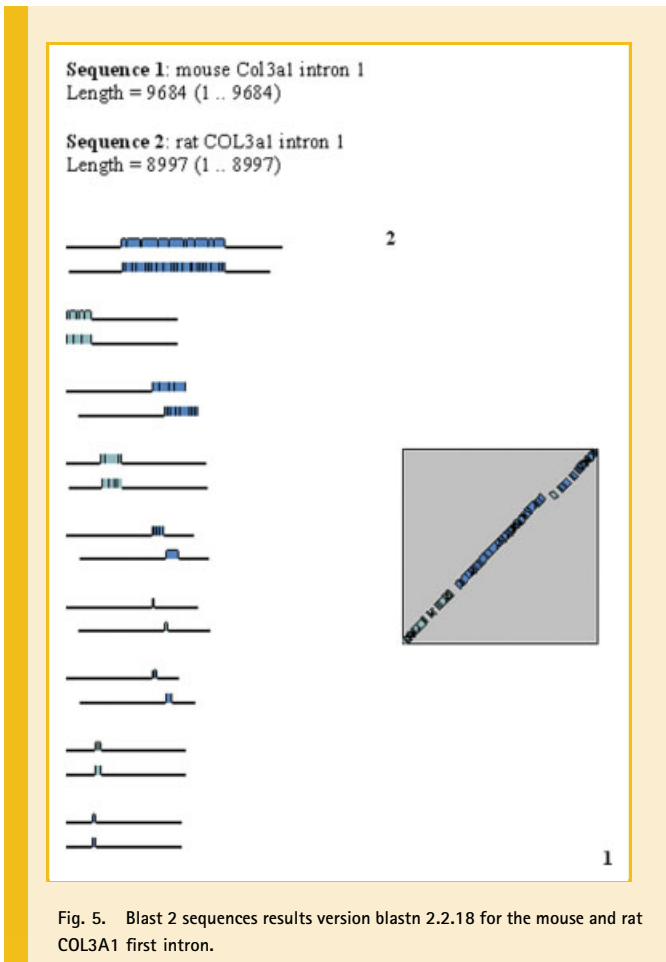 Sequence 1: mouse Col3a1 intron 1
Length = 9684 (1 .. 9684)
Sequence 2: rat COL3a1 intron 1
Length = 8997 (1 .. 8997)
2
1
Fig. 5. Blast 2 sequences results version blastn 2.2.18 for the mouse and rat
COL3A1 first intron.